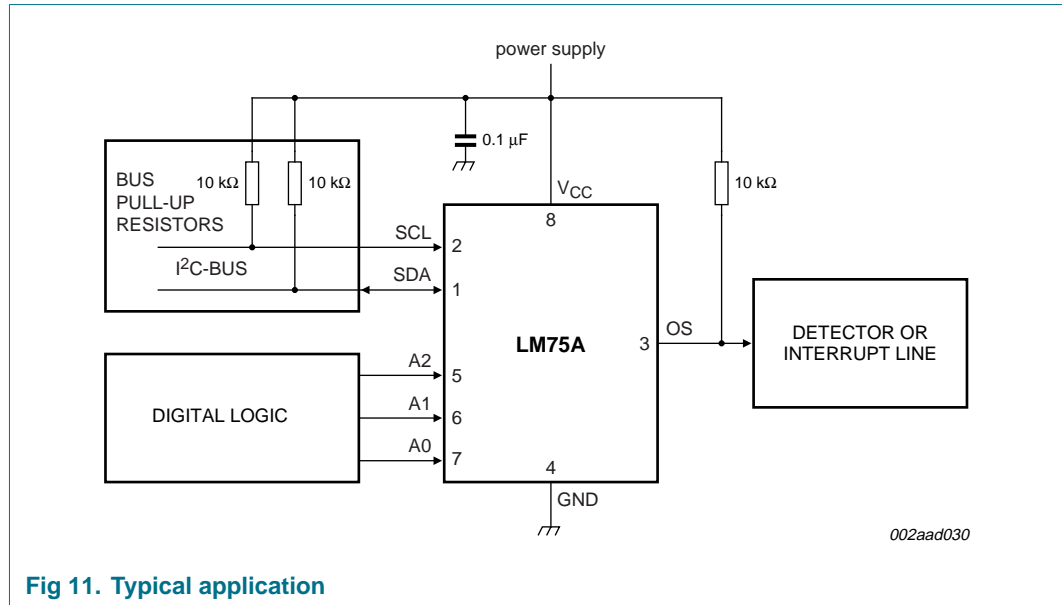 power supply
0.1 μF
BUS
PULL-UP
RESISTORS
10 kΩ
10 kΩ
10 kΩ
VCC
8
SCL
2
I2C-BUS
SDA
1
LM75A
3
OS
DETECTOR OR
INTERRUPT LINE
DIGITAL LOGIC
A2
5
A1
6
A0
7
4
GND
002aad030
Fig 11. Typical application